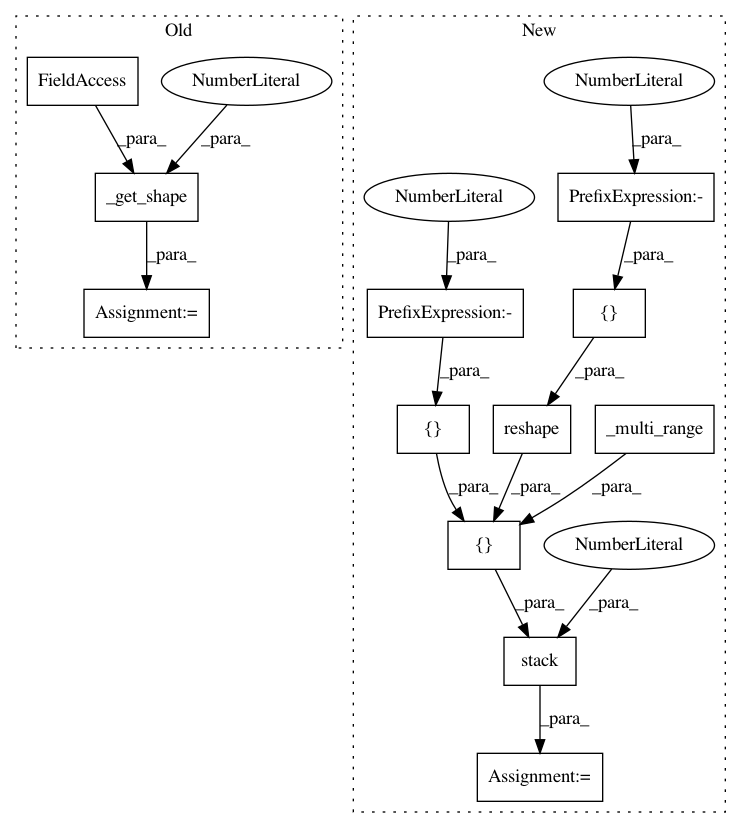 Old
New
FieldAccess
NumberLiteral
NumberLiteral
_para_
_para_
_para_
_get_shape
NumberLiteral
PrefixExpression:-
_para_
_para_
_para_
Assignment:=
PrefixExpression:-
{}
_para_
_para_
{}
reshape
_multi_range
_para_
_para_
_para_
{}
NumberLiteral
_para_
_para_
stack
_para_
Assignment:=